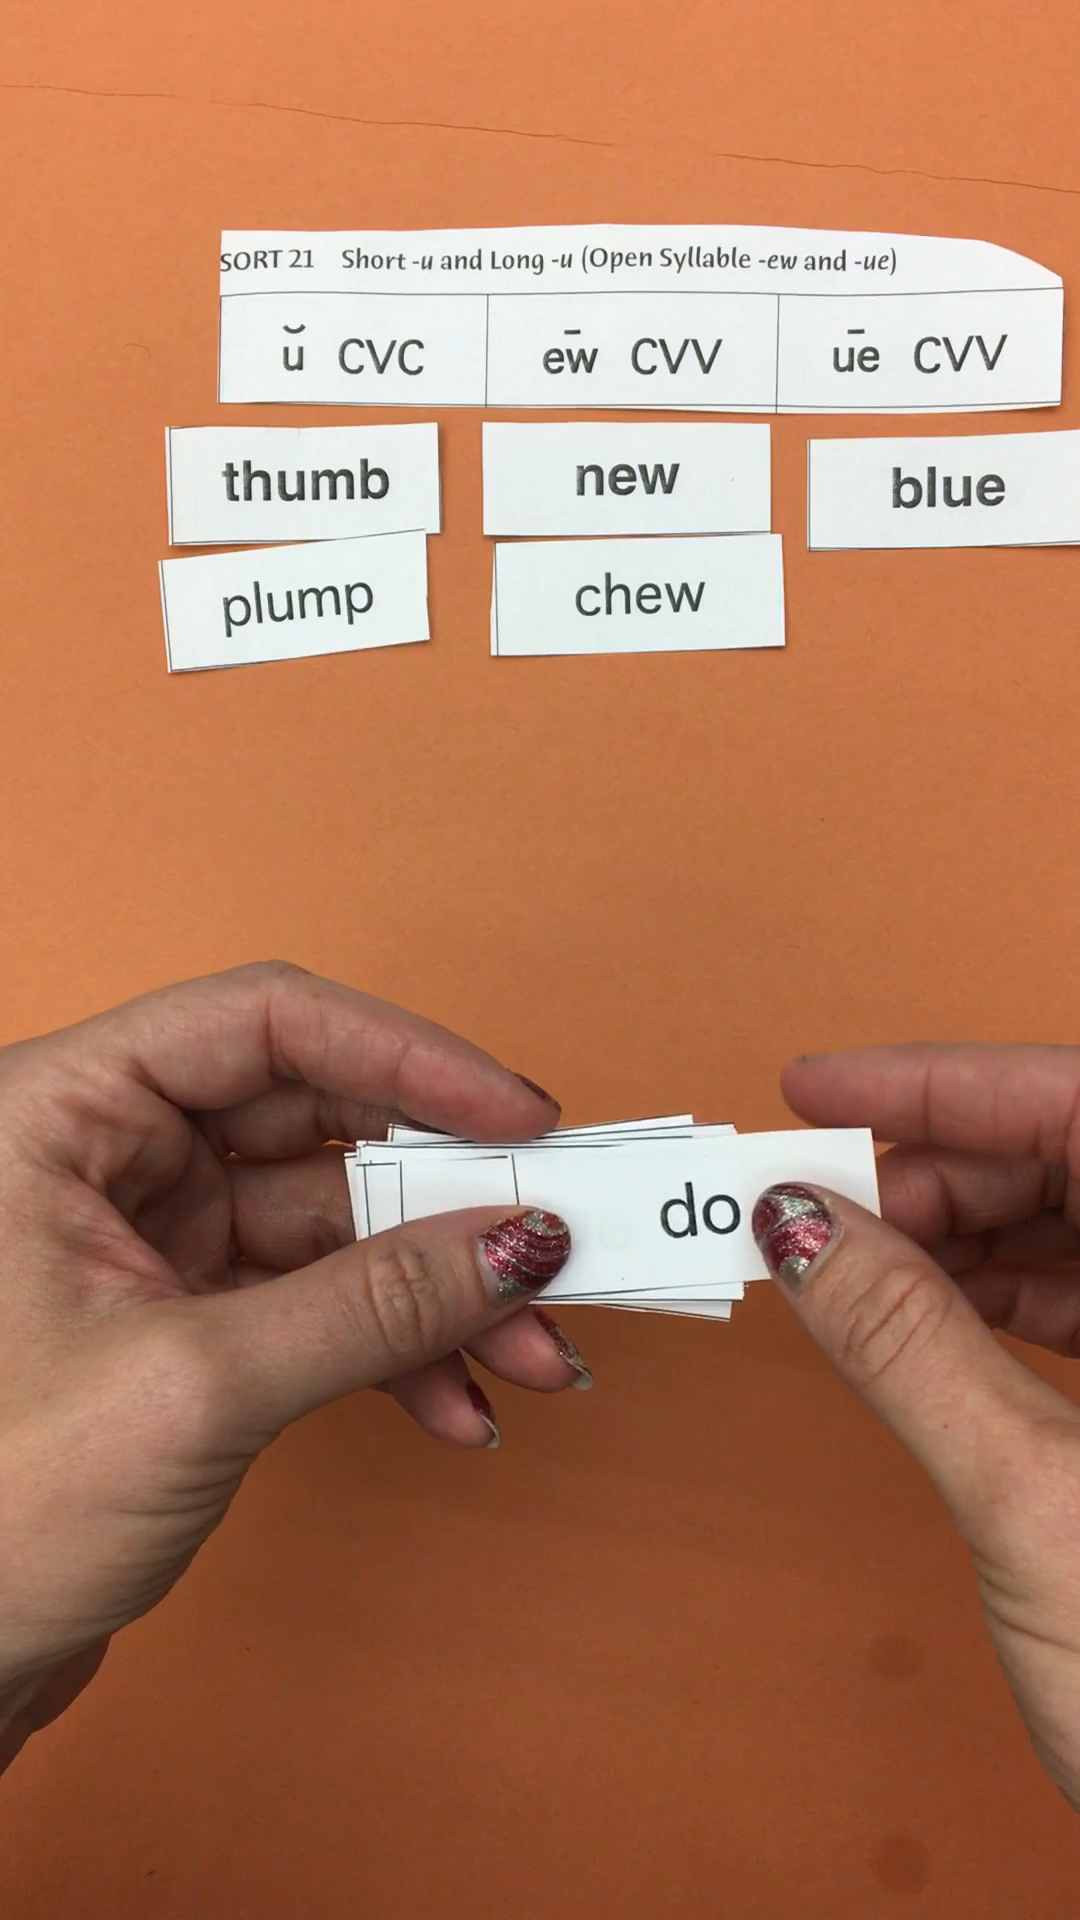 SORT 21 Short -u and Long -u (Open Syllable -ew and -ue)
ŭ CVC
ew̄ CVV
ūe CVV
thumb
new
blue
plump
chew
do